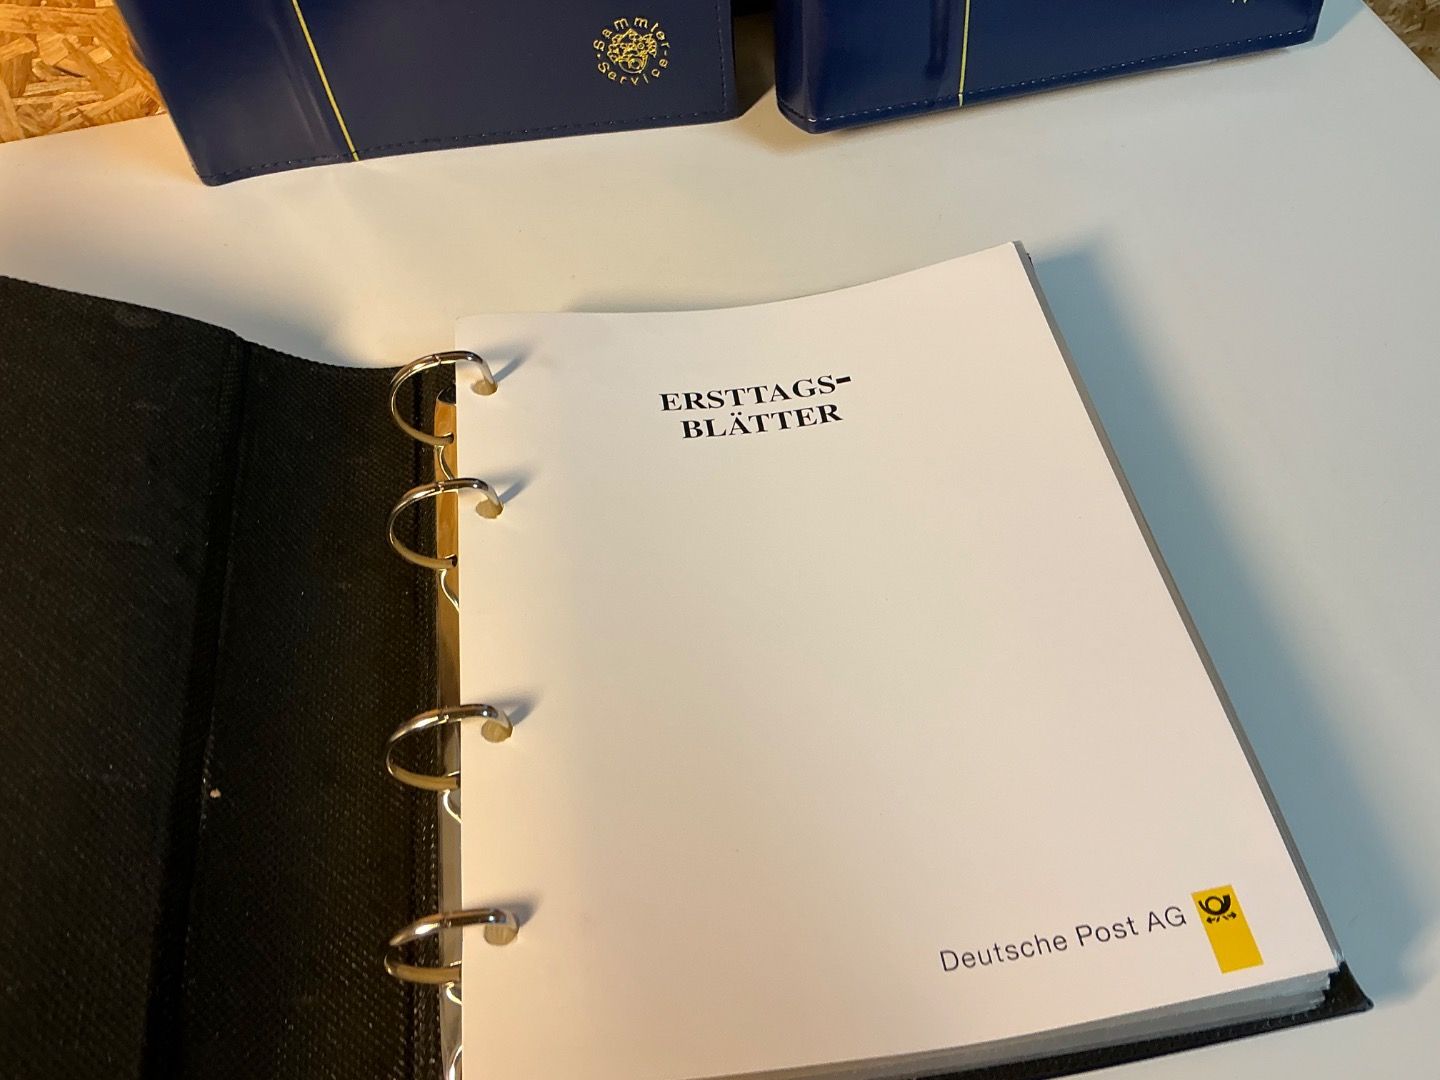 Sammler-
Service
ERSTTAGS-
BLÄTTER
Deutsche Post AG